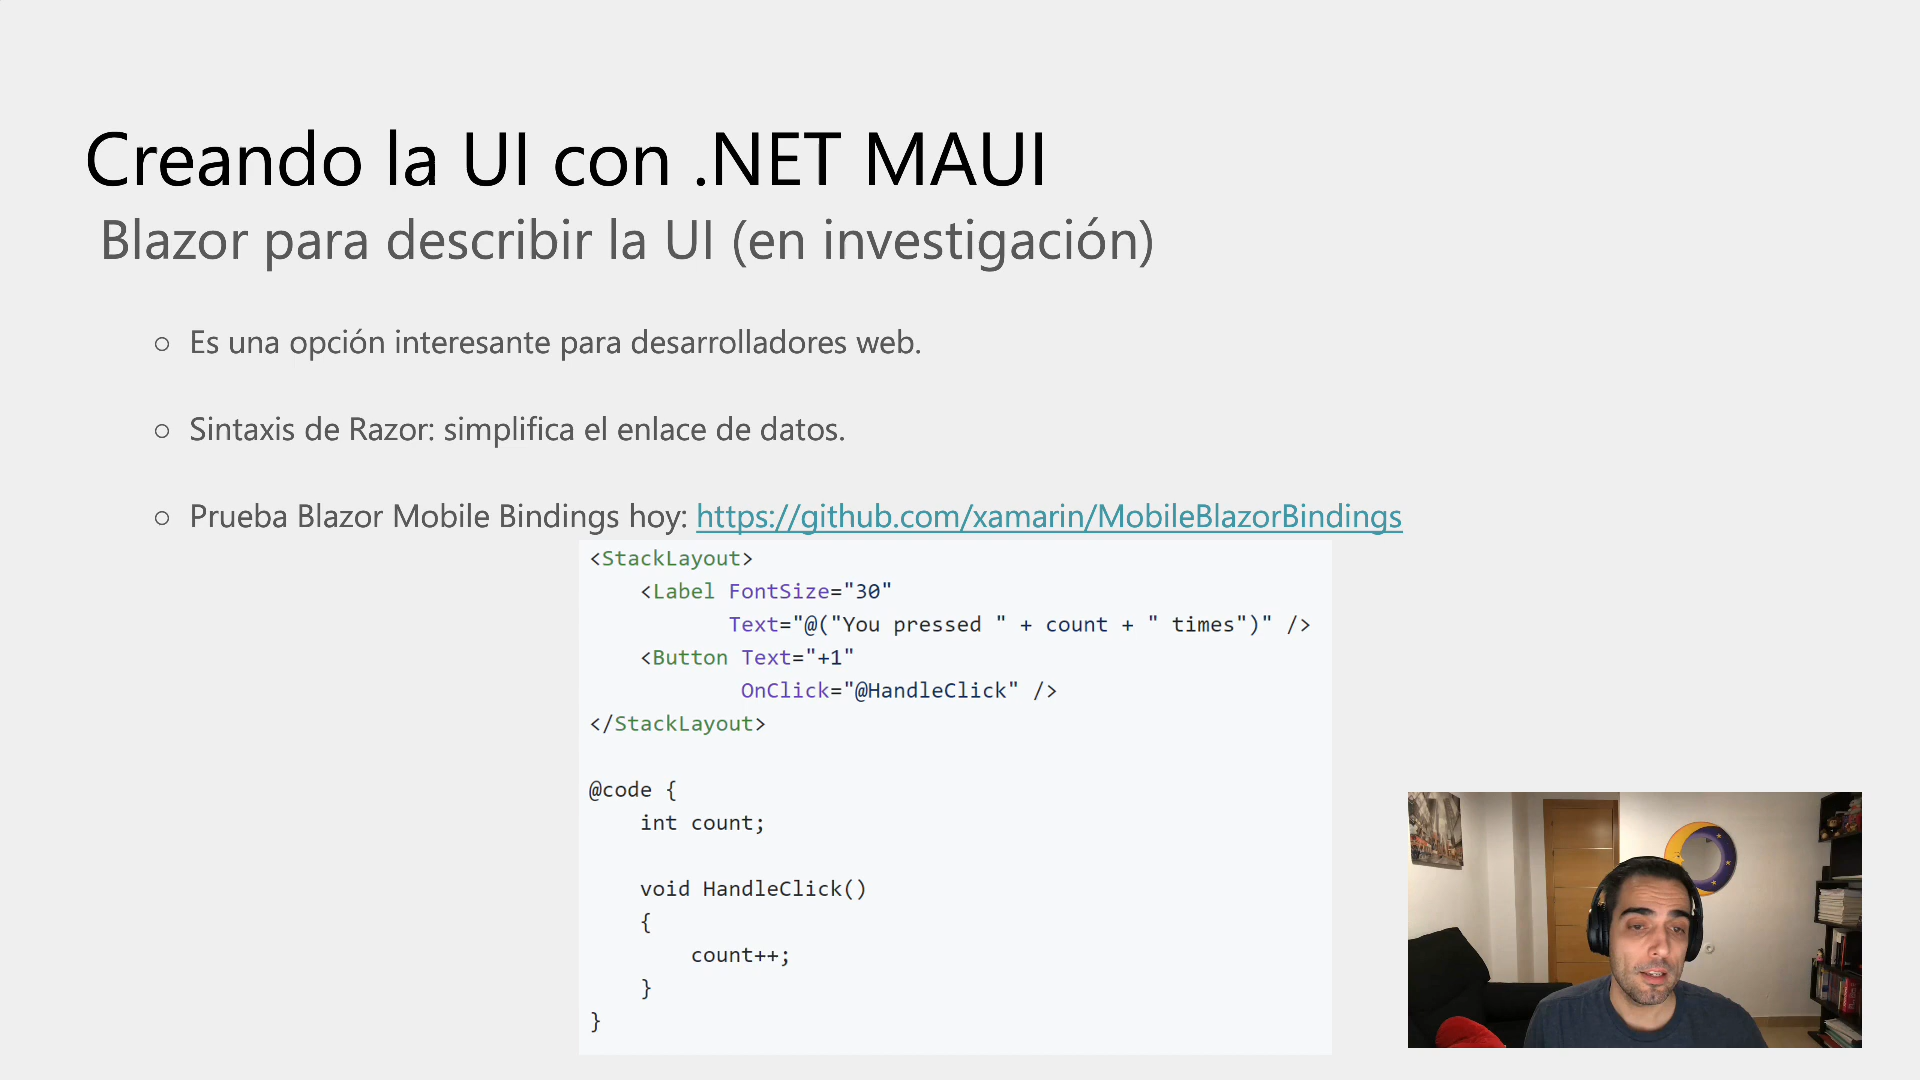 Creando la UI con .NET MAUI
Blazor para describir la UI (en investigación)
○ Es una opción interesante para desarrolladores web.
○ Sintaxis de Razor: simplifica el enlace de datos.
○ Prueba Blazor Mobile Bindings hoy: https://github.com/xamarin/MobileBlazorBindings
<StackLayout>
    <Label FontSize="30"
           Text="@("You pressed " + count + " times")" />
    <Button Text="+1"
            OnClick="@HandleClick" />
</StackLayout>
@code {
    int count;
    void HandleClick()
    {
        count++;
    }
}